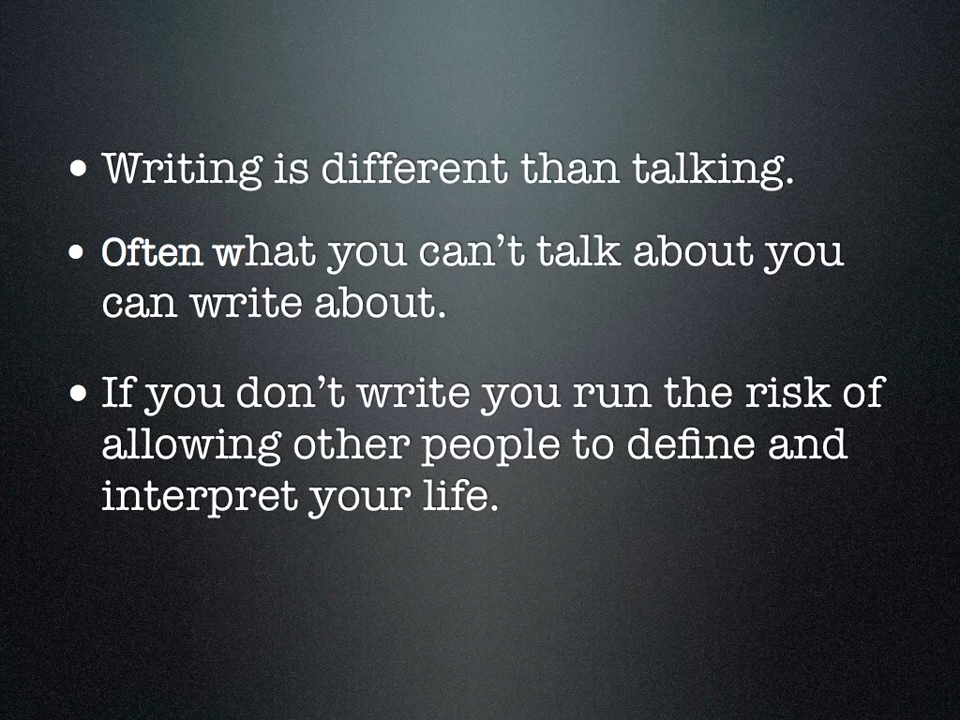 • Writing is different than talking.
• Often what you can’t talk about you
can write about.
• If you don’t write you run the risk of
allowing other people to define and
interpret your life.